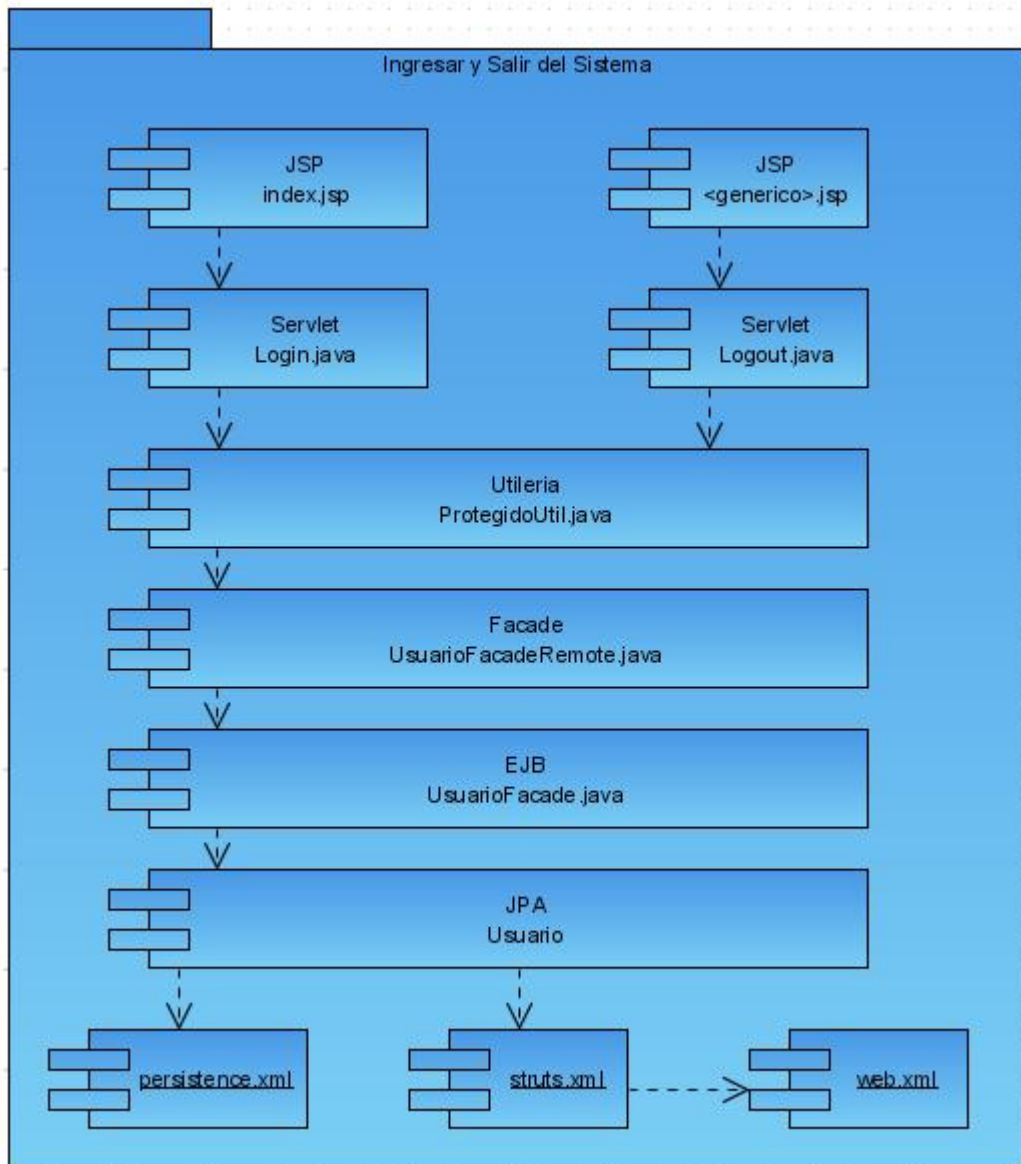 Ingresar y Salir del Sistema
JSP
index.jsp
JSP
<generico>.jsp
Servlet
Login.java
Servlet
Logout.java
Utileria
ProtegidoUtil.java
Facade
UsuarioFacadeRemote.java
EJB
UsuarioFacade.java
JPA
Usuario
persistence.xml
struts.xml
web.xml